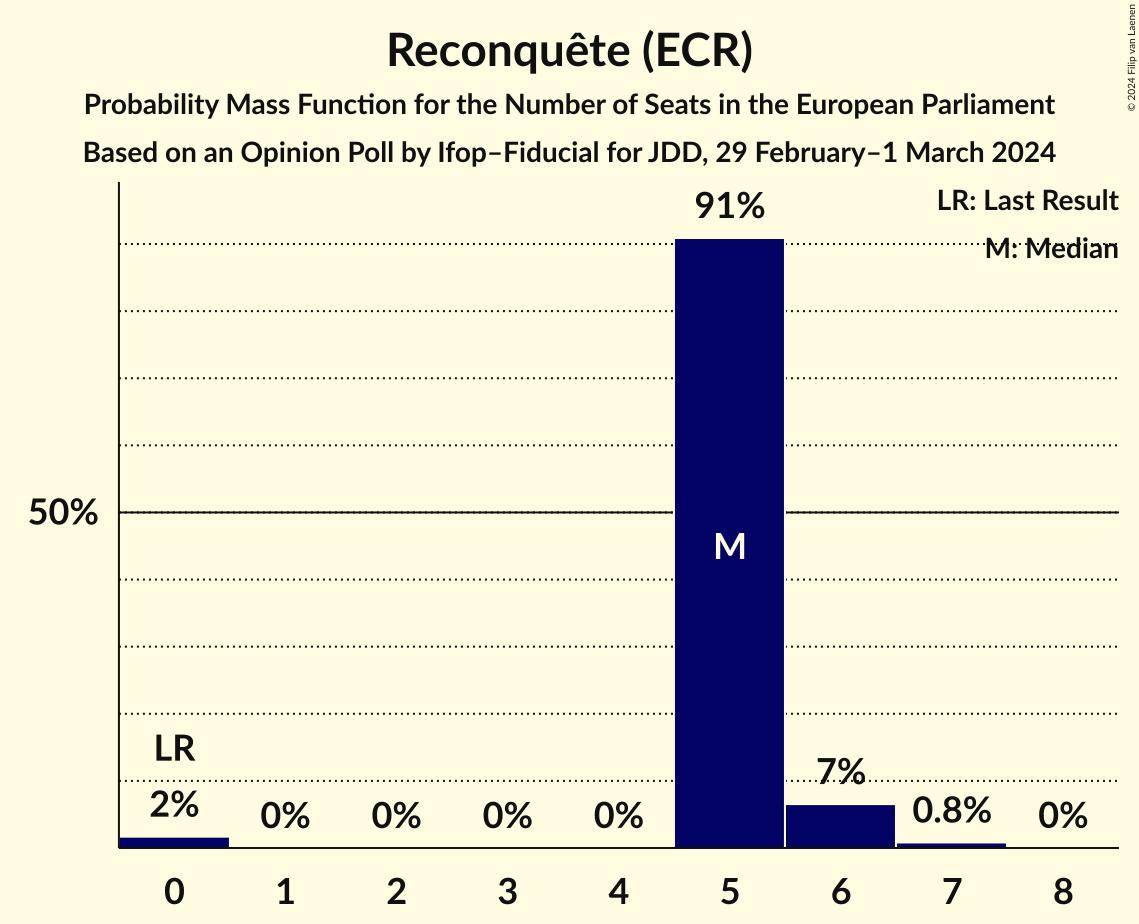 Reconquête (ECR)
Probability Mass Function for the Number of Seats in the European Parliament
Based on an Opinion Poll by Ifop–Fiducial for JDD, 29 February–1 March 2024
© 2024 Filip van Laenen
LR: Last Result
M: Median
91%
50%
M
LR
2%
0%
0%
0%
0%
7%
0.8%
0%
0 1 2 3 4 5 6 7 8